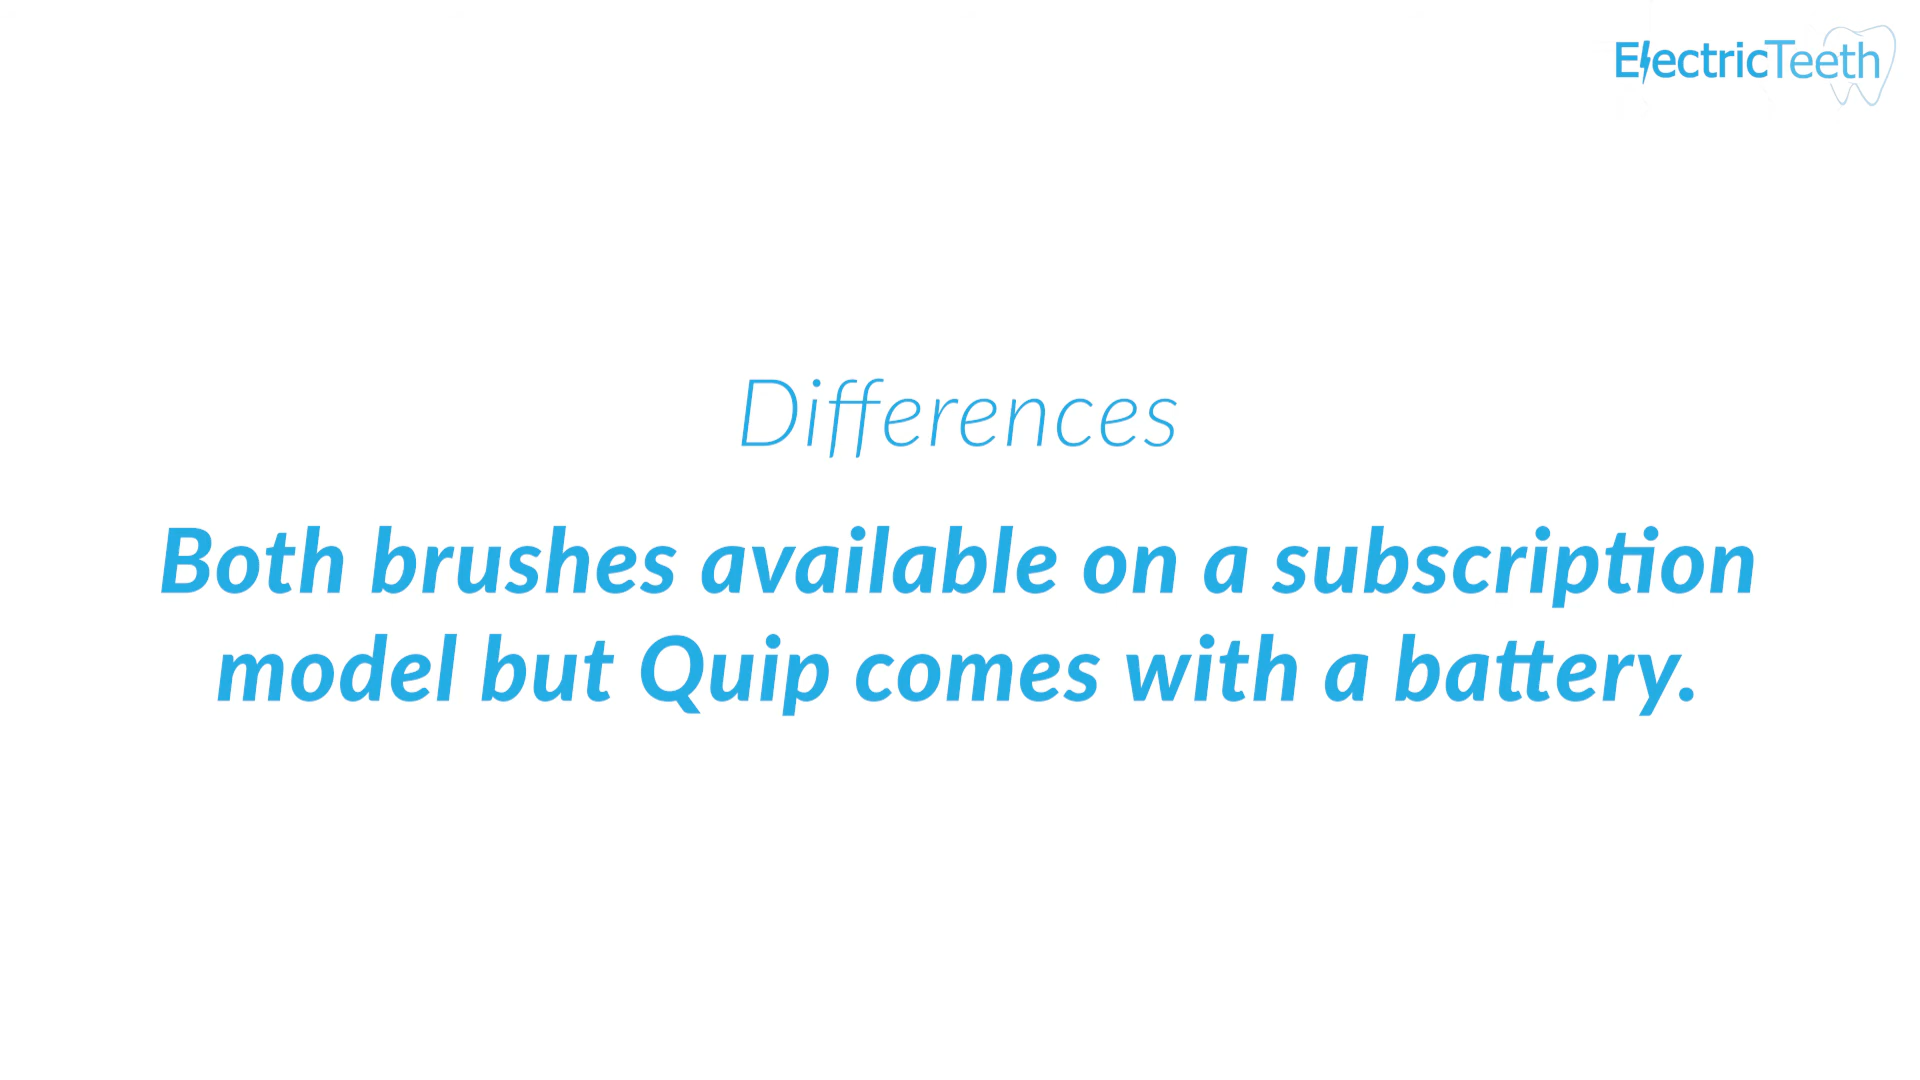 ElectricTeeth
Differences
Both brushes available on a subscription
model but Quip comes with a battery.